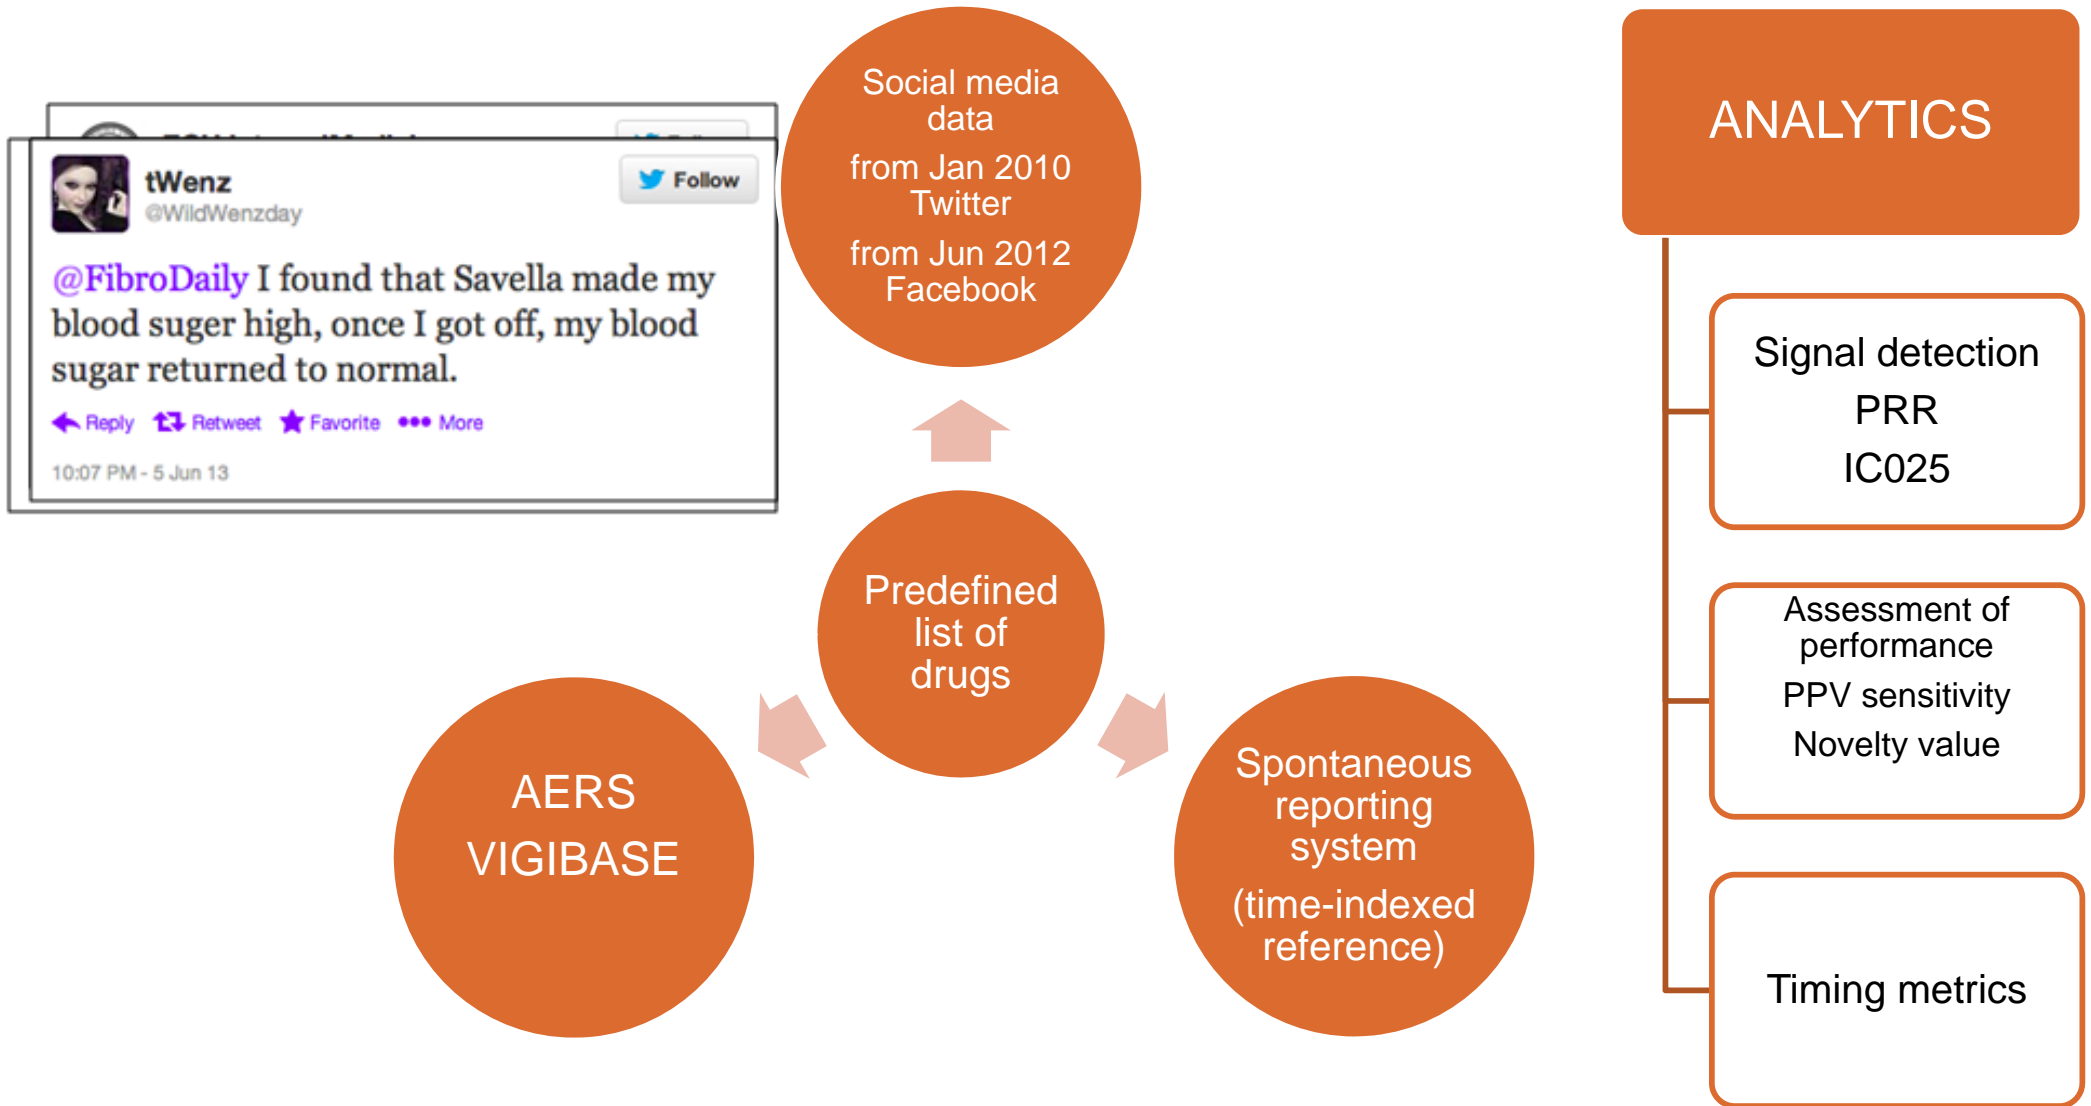 tWenz
@WildWenzday
Follow
@FibroDaily I found that Savella made my
blood suger high, once I got off, my blood
sugar returned to normal.
Reply Retweet Favorite More
10:07 PM - 5 Jun 13
Social media
data
from Jan 2010
Twitter
from Jun 2012
Facebook
Predefined
list of
drugs
AERS
VIGIBASE
Spontaneous
reporting
system
(time-indexed
reference)
ANALYTICS
Signal detection
PRR
IC025
Assessment of
performance
PPV sensitivity
Novelty value
Timing metrics